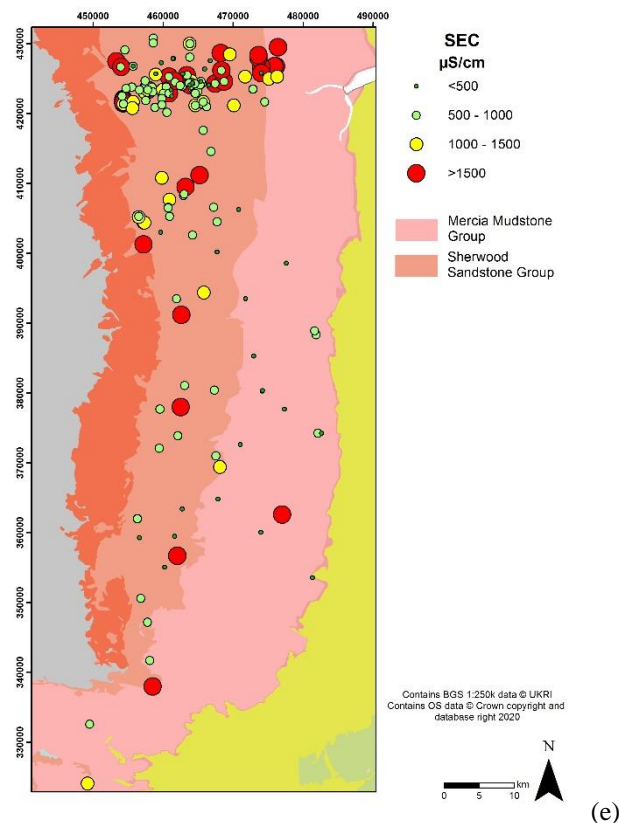 450000 460000 470000 480000 490000
430000
420000
410000
400000
390000
380000
370000
360000
350000
340000
330000
SEC
µS/cm
<500
500 - 1000
1000 - 1500
>1500
Mercia Mudstone
Group
Sherwood
Sandstone Group
Contains BGS 1:250k data © UKRI
Contains OS data © Crown copyright and
database right 2020
N
0 5 10 km
(e)